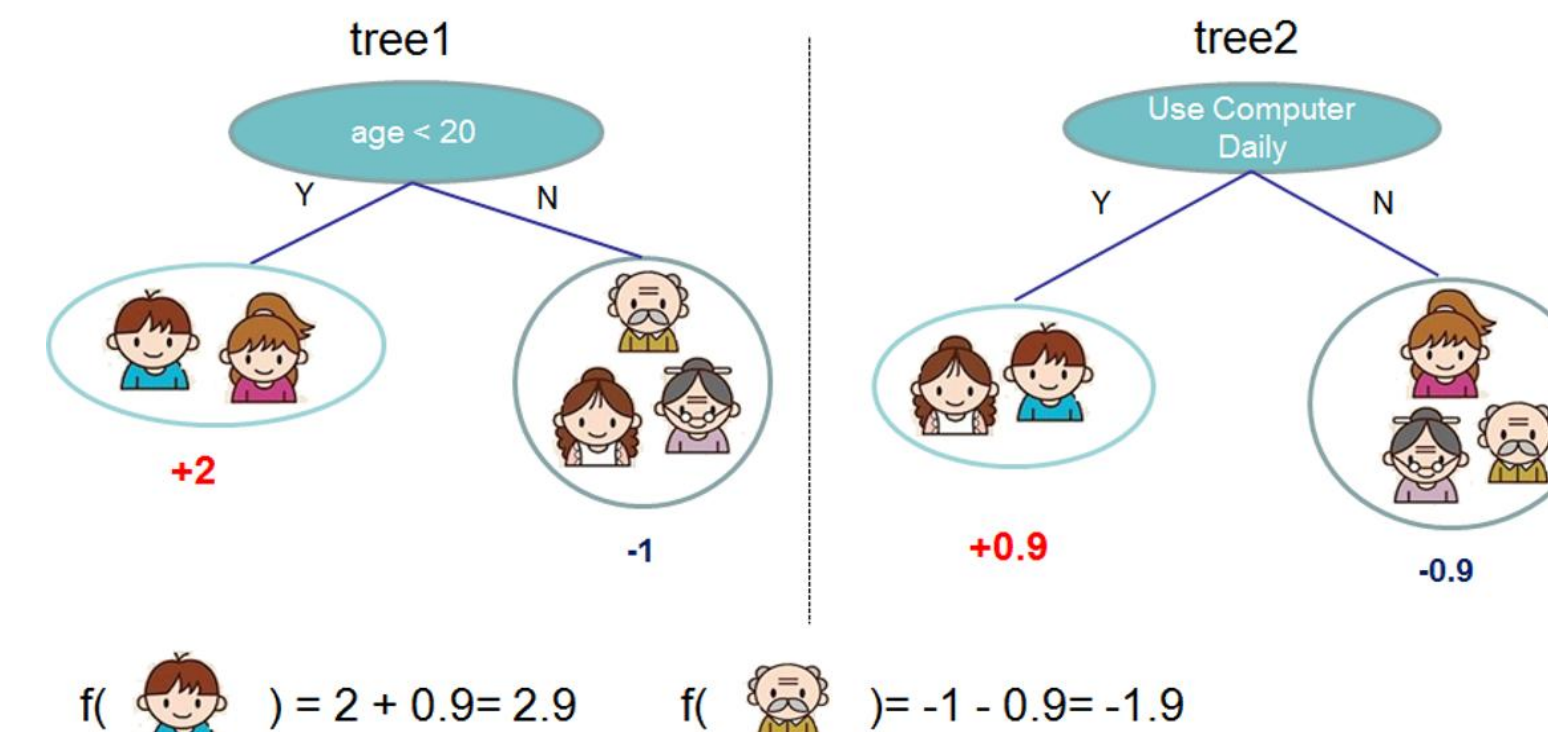 tree1
age < 20
Y
N
+2
-1
tree2
Use Computer
Daily
Y
N
+0.9
-0.9
f( ) = 2 + 0.9= 2.9
f( )= -1 - 0.9= -1.9